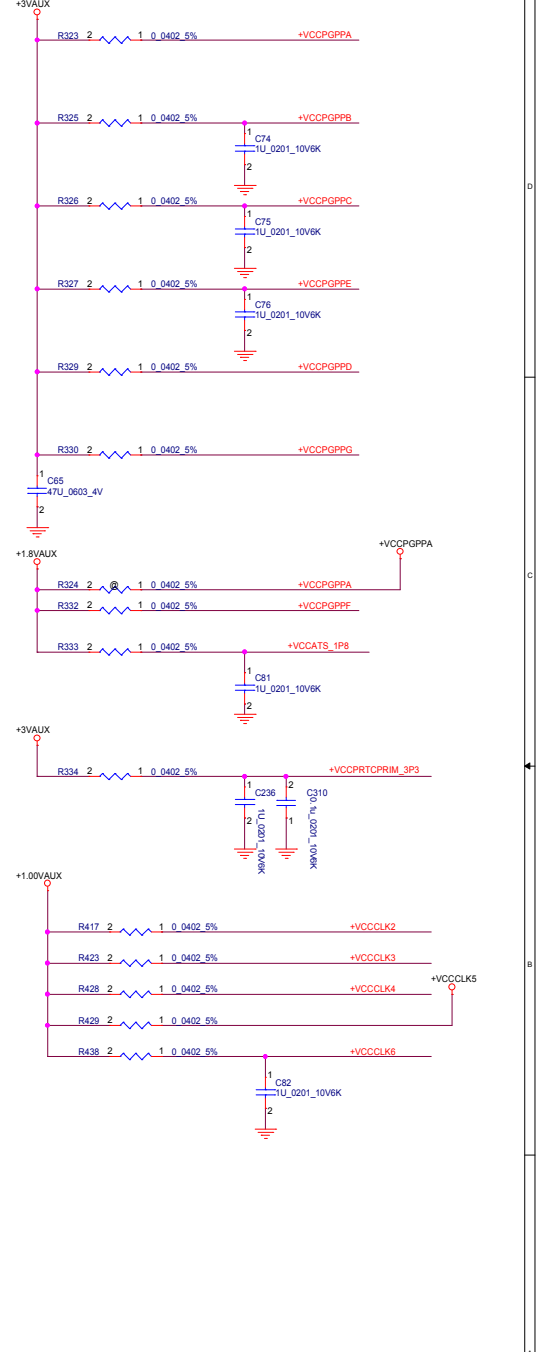 +3VAUX
R323 2 1 0_0402_5% +VCCPGPPA
R325 2 1 0_0402_5% +VCCPGPPB
1
C74
1U_0201_10V6K
2
D
R326 2 1 0_0402_5% +VCCPGPPC
1
C75
1U_0201_10V6K
2
R327 2 1 0_0402_5% +VCCPGPPE
1
C76
1U_0201_10V6K
2
R329 2 1 0_0402_5% +VCCPGPPD
R330 2 1 0_0402_5% +VCCPGPPG
1
C65
47U_0603_4V
2
+VCCPGPPA
+1.8VAUX
C
R324 2 @ 1 0_0402_5% +VCCPGPPA
R332 2 1 0_0402_5% +VCCPGPPF
R333 2 1 0_0402_5% +VCCATS_1P8
1
C81
1U_0201_10V6K
2
+3VAUX
R334 2 1 0_0402_5% +VCCPRTCPRIM_3P3
1 2
C236 C310
1U_0201_10V6K 0.1u_0201_10V6K
2 1
+1.00VAUX
R417 2 1 0_0402_5% +VCCCLK2
R423 2 1 0_0402_5% +VCCCLK3
B
+VCCCLK5
R428 2 1 0_0402_5% +VCCCLK4
R429 2 1 0_0402_5%
R438 2 1 0_0402_5% +VCCCLK6
1
C82
1U_0201_10V6K
2